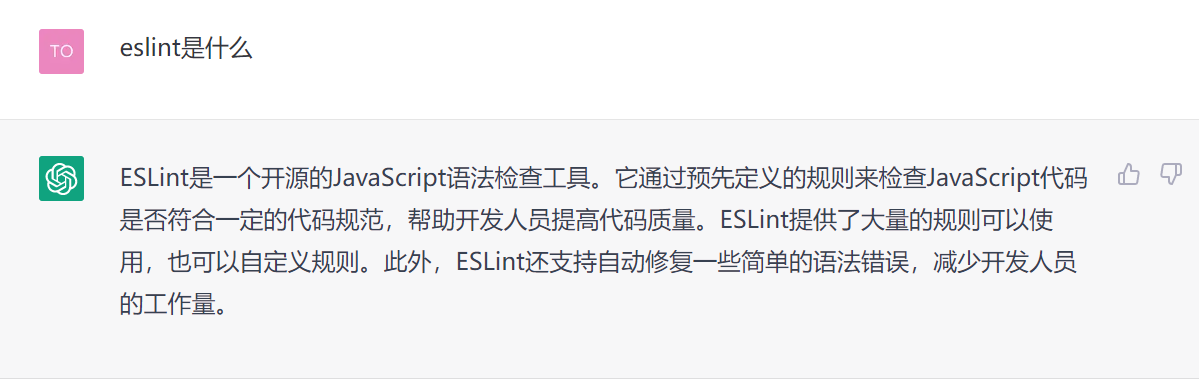 TO
eslint是什么
ESLint是一个开源的JavaScript语法检查工具。它通过预先定义的规则来检查JavaScript代码
是否符合一定的代码规范，帮助开发人员提高代码质量。ESLint提供了大量的规则可以使
用，也可以自定义规则。此外，ESLint还支持自动修复一些简单的语法错误，减少开发人员
的工作量。